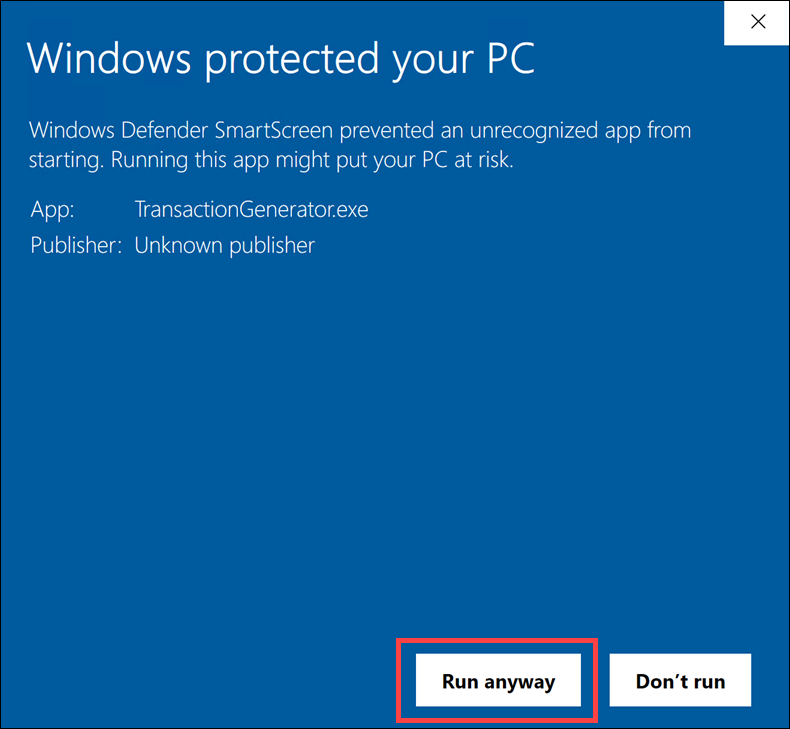 Windows protected your PC
Windows Defender SmartScreen prevented an unrecognized app from
starting. Running this app might put your PC at risk.
App: TransactionGenerator.exe
Publisher: Unknown publisher
Run anyway Don’t run